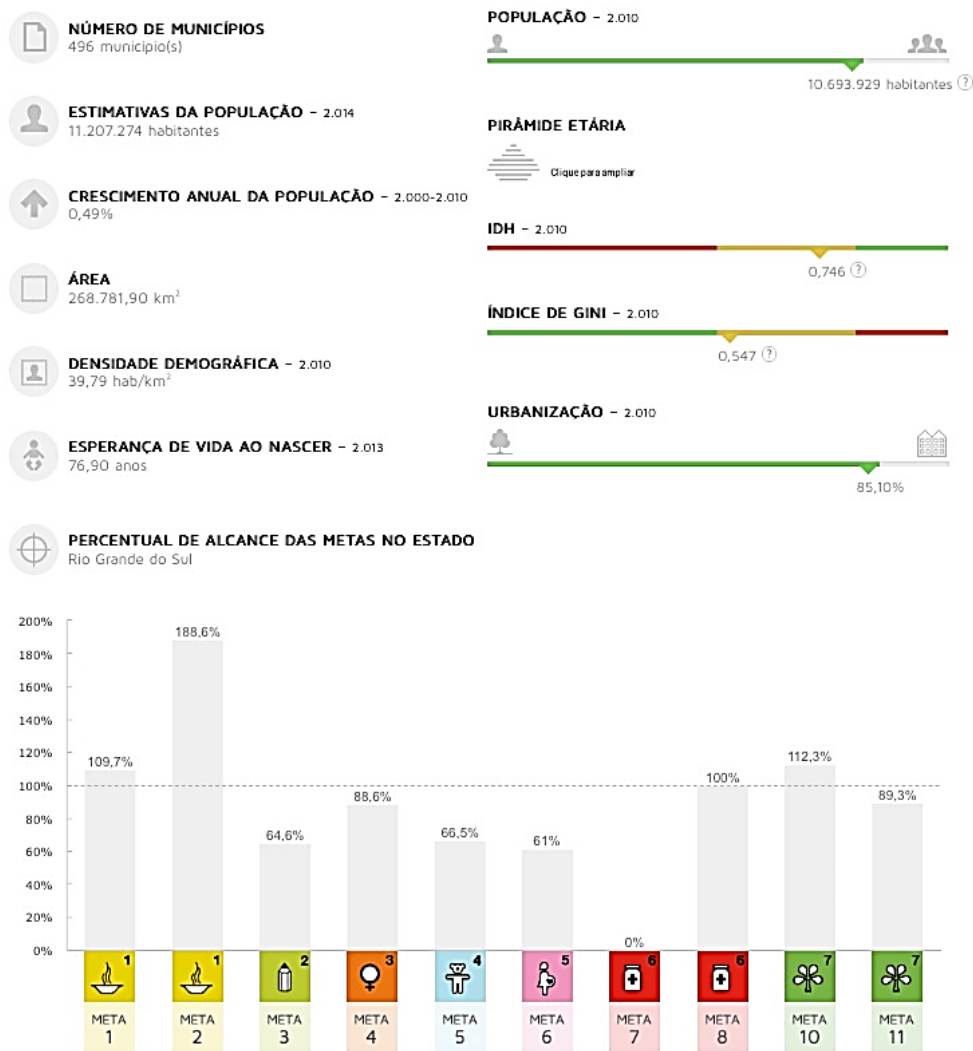 NÚMERO DE MUNICÍPIOS
496 município(s)
ESTIMATIVAS DA POPULAÇÃO – 2.014
11.207.274 habitantes
CRESCIMENTO ANUAL DA POPULAÇÃO – 2.000-2.010
0,49%
ÁREA
268.781,90 km²
DENSIDADE DEMOGRÁFICA – 2.010
39,79 hab/km²
ESPERANÇA DE VIDA AO NASCER – 2.013
76,90 anos
POPULAÇÃO – 2.010
10.693.929 habitantes ?
PIRÂMIDE ETÁRIA
Clique para ampliar
IDH – 2.010
0,746 ?
ÍNDICE DE GINI – 2.010
0,547 ?
URBANIZAÇÃO – 2.010
85,10%
PERCENTUAL DE ALCANCE DAS METAS NO ESTADO
Rio Grande do Sul
200%
180%
160%
140%
120%
100%
80%
60%
40%
20%
0%
109,7%
188,6%
64,6%
88,6%
66,5%
61%
0%
100%
112,3%
89,3%
1 1 2 3 4 5 6 6 7 7
META META META META META META META META META META
1 2 3 4 5 6 7 8 10 11